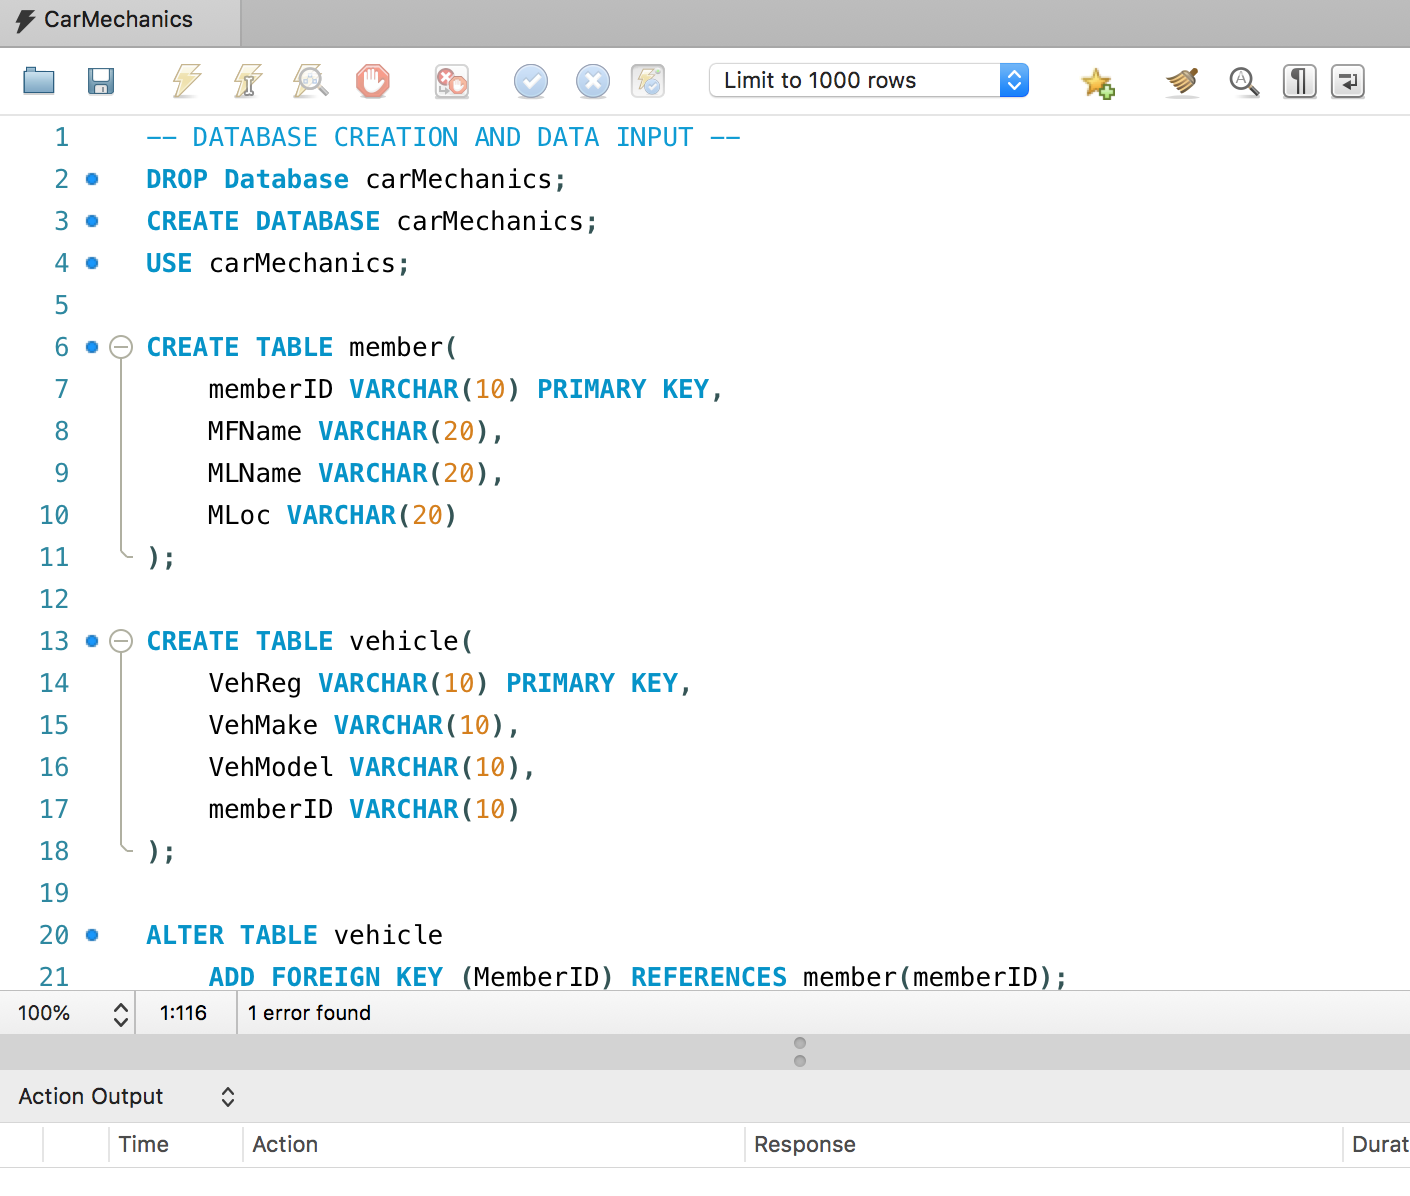 CarMechanics
Limit to 1000 rows
1 -- DATABASE CREATION AND DATA INPUT --
2 DROP Database carMechanics;
3 CREATE DATABASE carMechanics;
4 USE carMechanics;
5
6 CREATE TABLE member(
7 memberID VARCHAR(10) PRIMARY KEY,
8 MFName VARCHAR(20),
9 MLName VARCHAR(20),
10 MLoc VARCHAR(20)
11 );
12
13 CREATE TABLE vehicle(
14 VehReg VARCHAR(10) PRIMARY KEY,
15 VehMake VARCHAR(10),
16 VehModel VARCHAR(10),
17 memberID VARCHAR(10)
18 );
19
20 ALTER TABLE vehicle
21 ADD FOREIGN KEY (MemberID) REFERENCES member(memberID);
100% 1:116 1 error found
Action Output
Time Action Response Durat